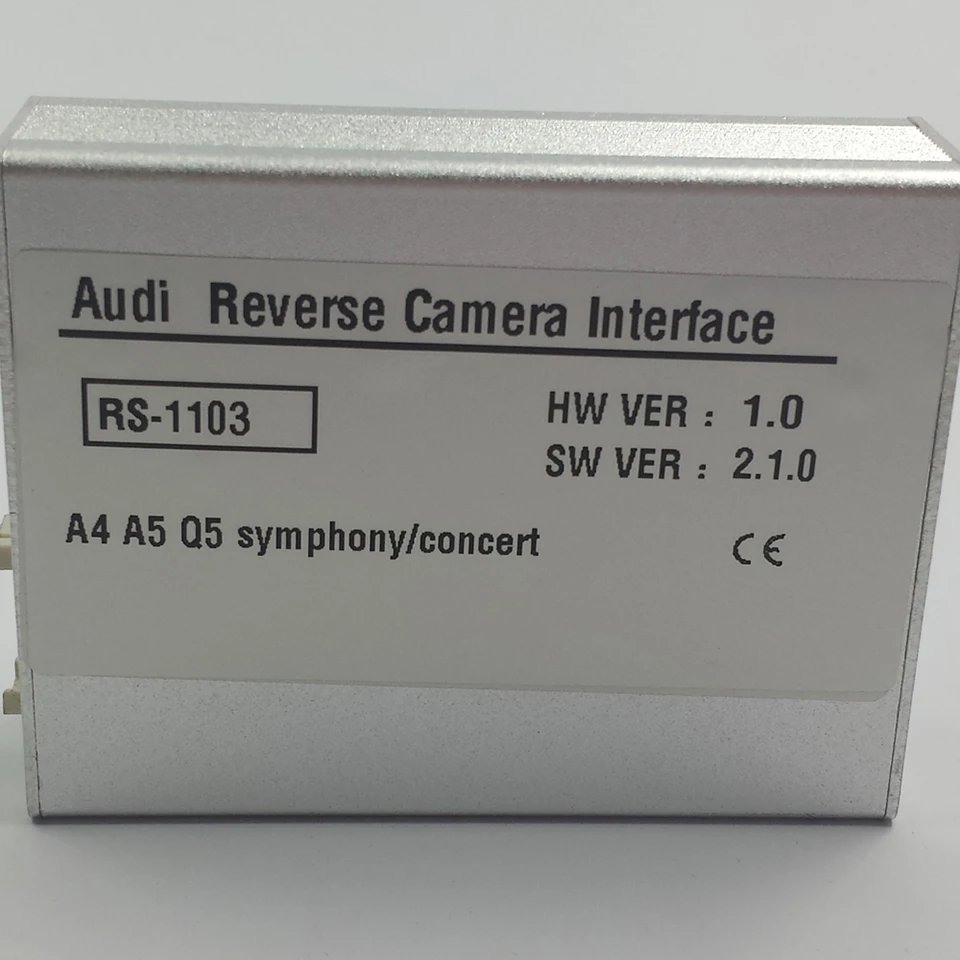 Audi Reverse Camera Interface
RS-1103
HW VER : 1.0
SW VER : 2.1.0
A4 A5 Q5 symphony/concert
CE